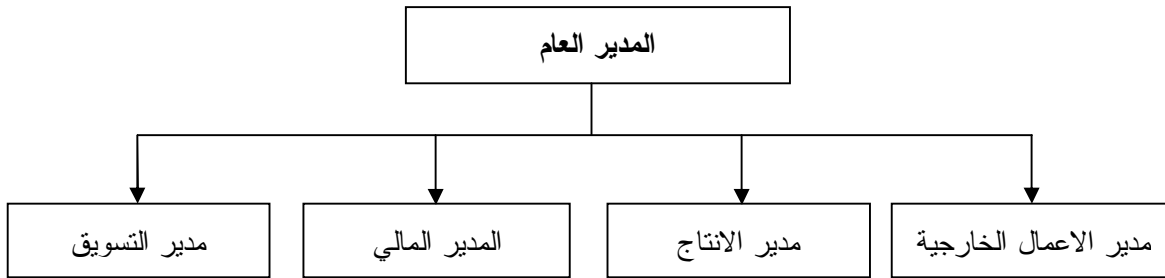 المدير العام
مدير الاعمال الخارجية
مدير الانتاج
المدير المالي
مدير التسويق